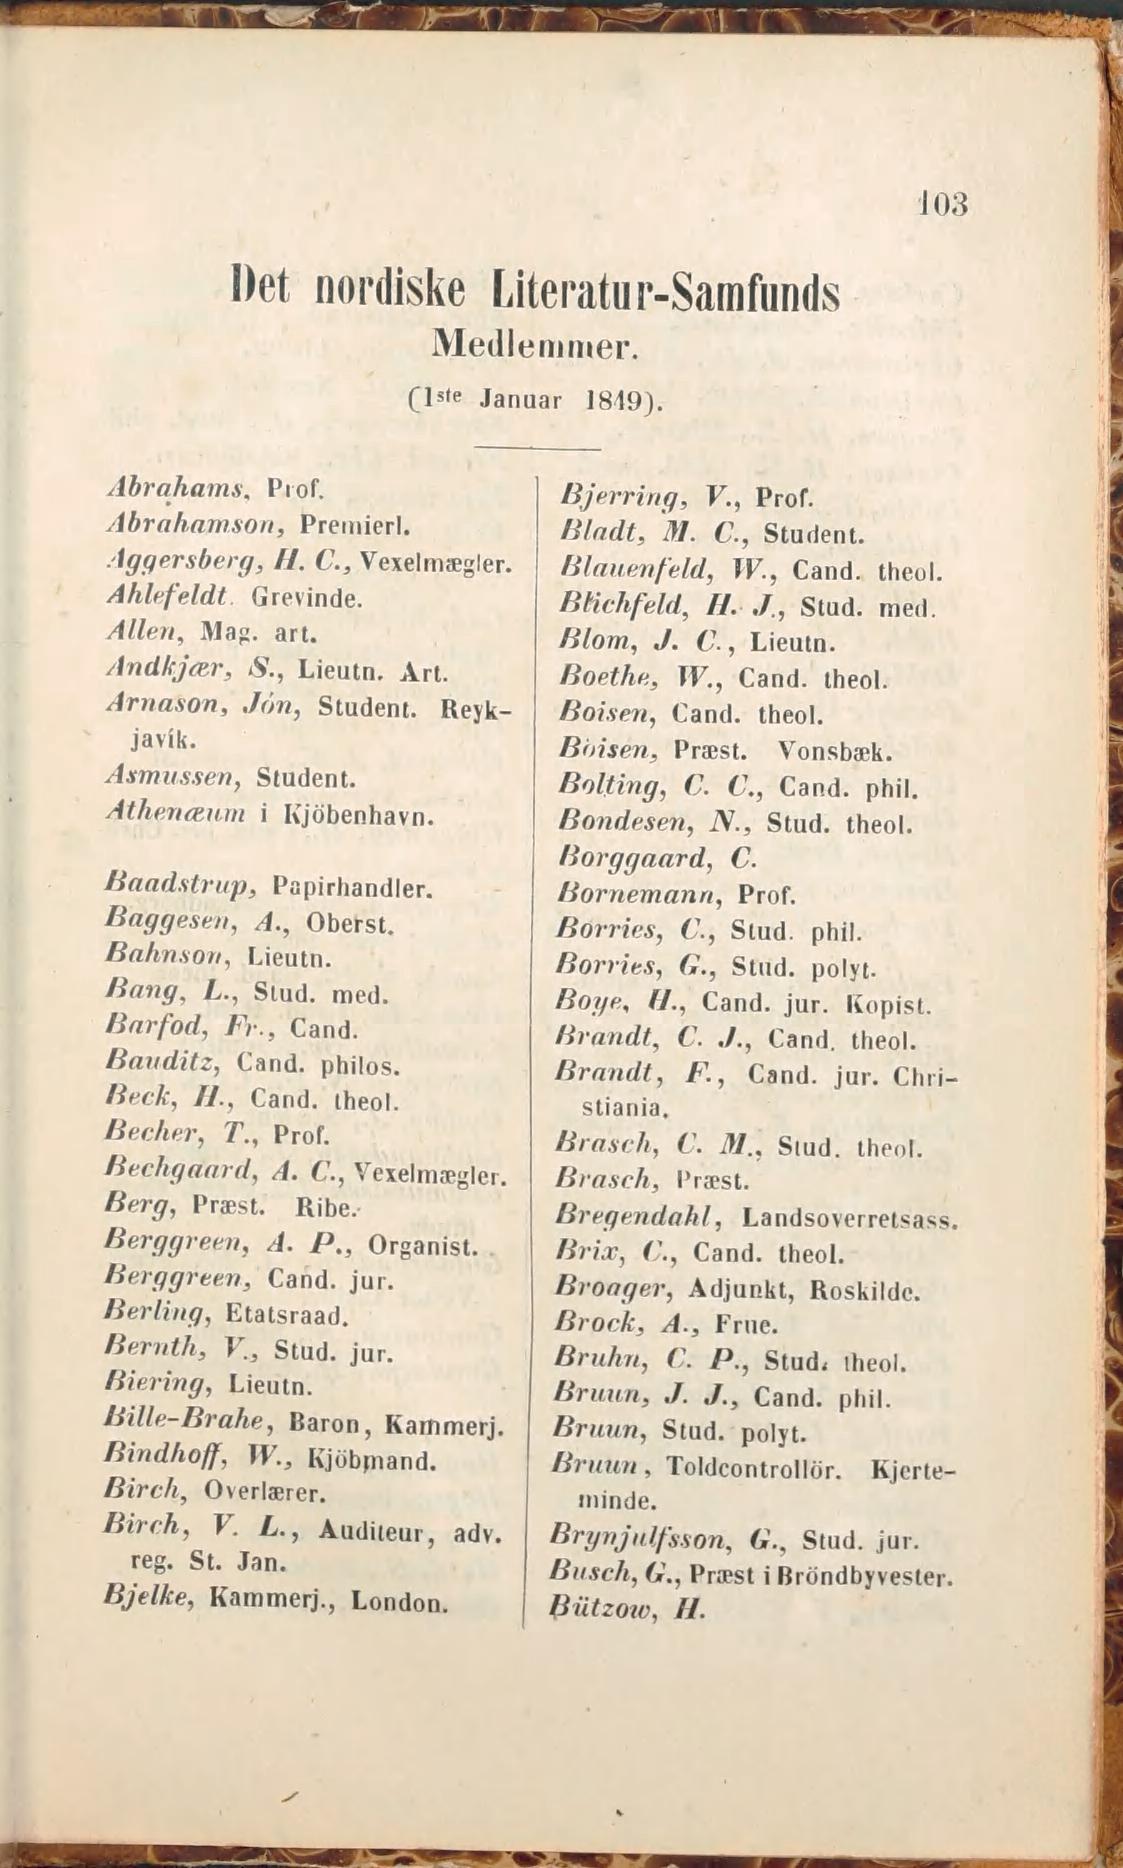 103
Det nordiske Literatur-Samfunds
Medlemmer.
(1ste Januar 1849).
Abrahams, Prof.
Abrahamson, Premierl.
Aggersberg, H. C., Vexelmægler.
Ahlefeldt. Grevinde.
Allen, Mag. art.
Andkjær, S., Lieutn. Art.
Arnason, Jón, Student. Reyk-
javík.
Asmussen, Student.
Athenæum i Kjöbenhavn.
Baadstrup, Papirhandler.
Baggesen, A., Oberst.
Bahnson, Lieutn.
Bang, L., Stud. med.
Barfod, Fr., Cand.
Bauditz, Cand. philos.
Beck, H., Cand. theol.
Becher, T., Prof.
Bechgaard, A. C., Vexelmægler.
Berg, Præst. Ribe.
Berggreen, A. P., Organist.
Berggreen, Cand. jur.
Berling, Etatsraad.
Bernth, V., Stud. jur.
Biering, Lieutn.
Bille-Brahe, Baron, Kammerj.
Bindhoff, W., Kjöbmand.
Birch, Overlærer.
Birch, V. L., Auditeur, adv.
reg. St. Jan.
Bjelke, Kammerj., London.
Bjerring, V., Prof.
Bladt, M. C., Student.
Blauenfeld, W., Cand. theol.
Blichfeld, H. J., Stud. med.
Blom, J. C., Lieutn.
Boethe, W., Cand. theol.
Boisen, Cand. theol.
Boisen, Præst. Vonsbæk.
Bolting, C. C., Cand. phil.
Bondesen, N., Stud. theol.
Borggaard, C.
Bornemann, Prof.
Borries, C., Stud. phil.
Borries, G., Stud. polyt.
Boye, H., Cand. jur. Kopist.
Brandt, C. J., Cand. theol.
Brandt, F., Cand. jur. Chri-
stiania.
Brasch, C. M., Stud. theol.
Brasch, Præst.
Bregendahl, Landsoverretsass.
Brix, C., Cand. theol.
Broager, Adjunkt, Roskilde.
Brock, A., Frue.
Bruhn, C. P., Stud. theol.
Bruun, J. J., Cand. phil.
Bruun, Stud. polyt.
Bruun, Toldcontrollör. Kjerte-
minde.
Brynjulfsson, G., Stud. jur.
Busch, G., Præst i Bröndbyvester.
Bützow, H.